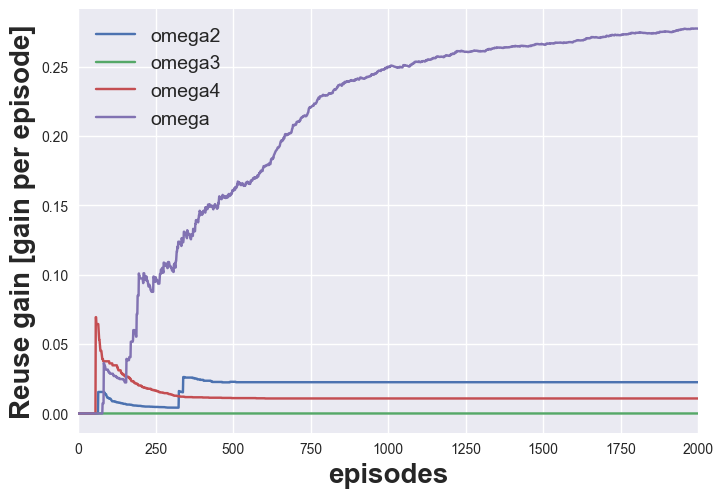 omega2
omega3
omega4
omega
Reuse gain [gain per episode]
0.25
0.20
0.15
0.10
0.05
0.00
0 250 500 750 1000 1250 1500 1750 2000
episodes